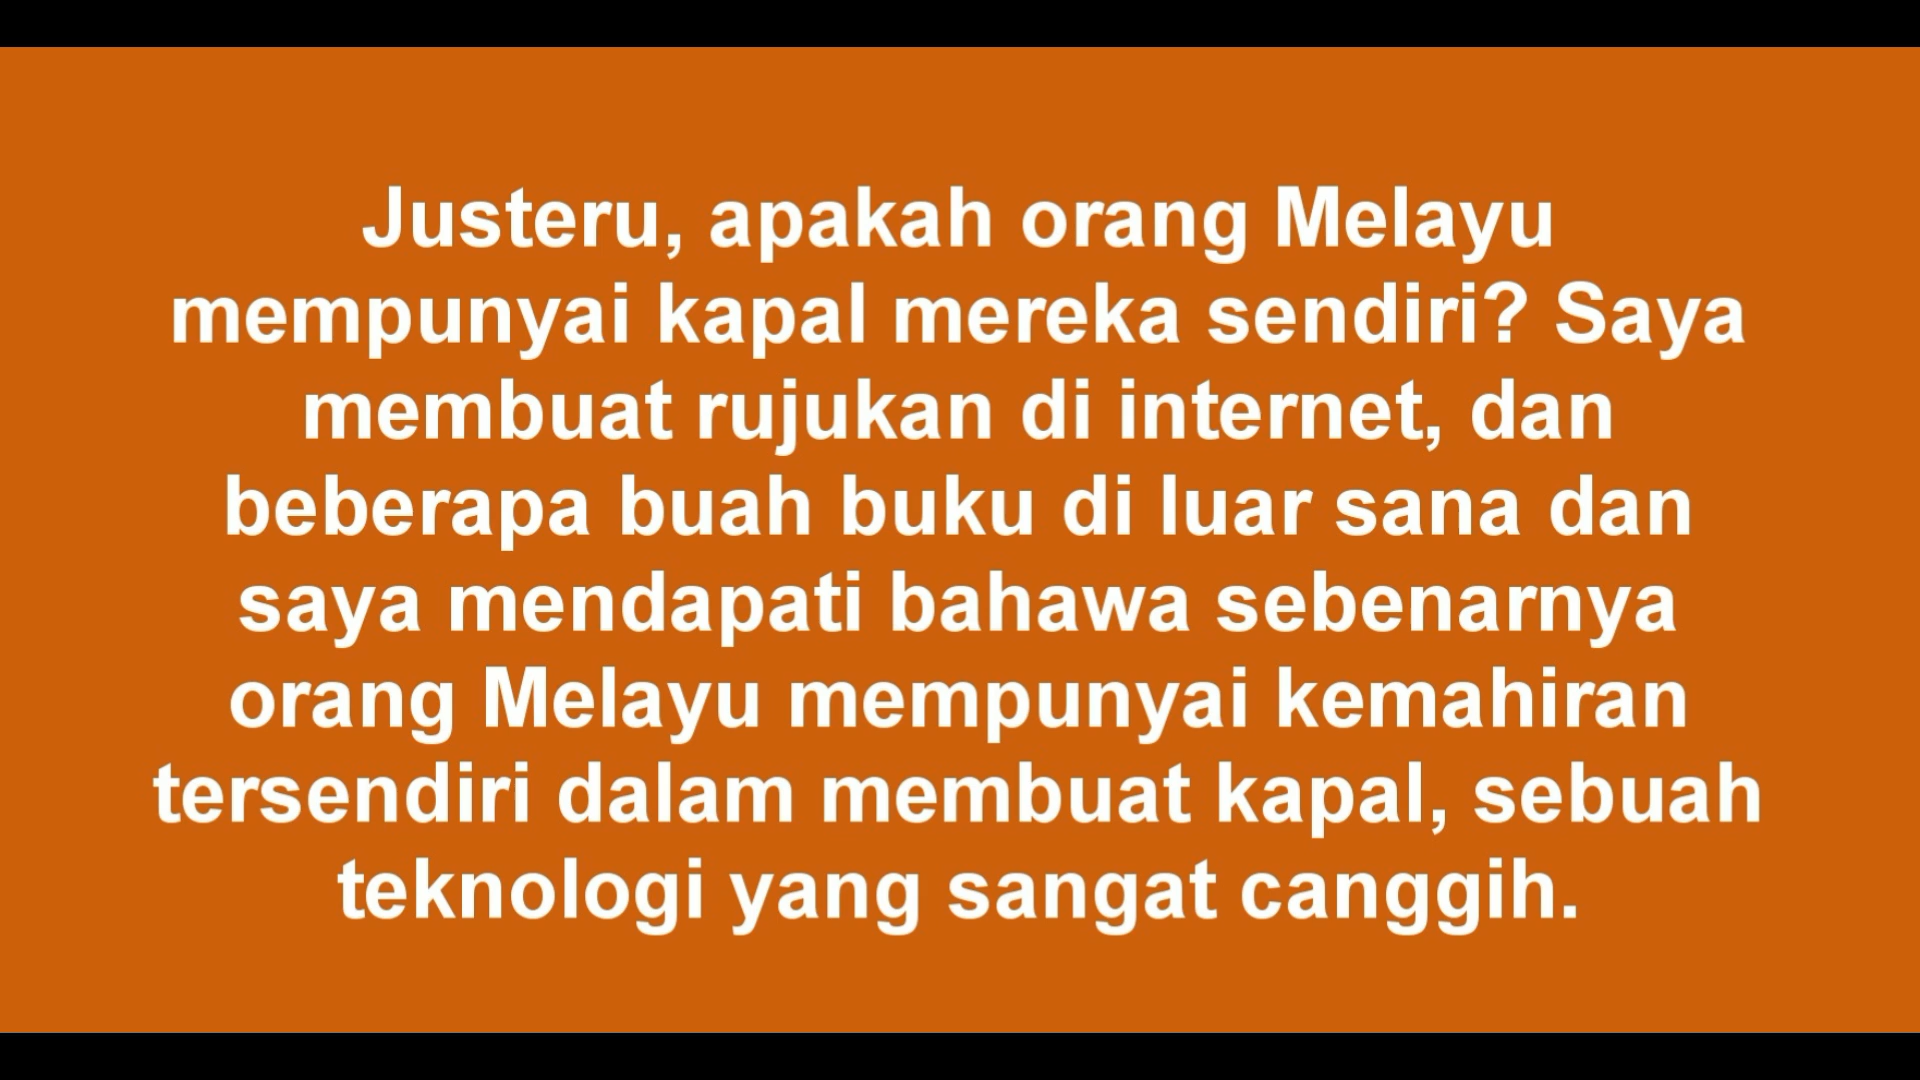 Justeru, apakah orang Melayu
mempunyai kapal mereka sendiri? Saya
membuat rujukan di internet, dan
beberapa buah buku di luar sana dan
saya mendapati bahawa sebenarnya
orang Melayu mempunyai kemahiran
tersendiri dalam membuat kapal, sebuah
teknologi yang sangat canggih.